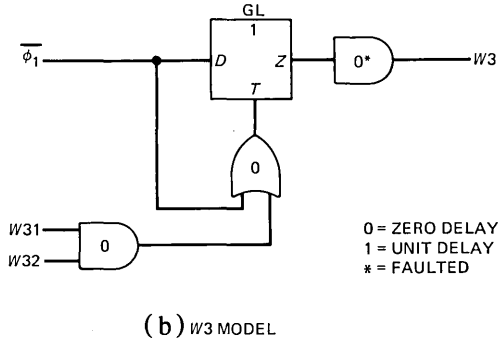 GL
1
φ̅₁
D
Z
0*
W3
T
0
W31
W32
0
0 = ZERO DELAY
1 = UNIT DELAY
* = FAULTED
(b) W3 MODEL